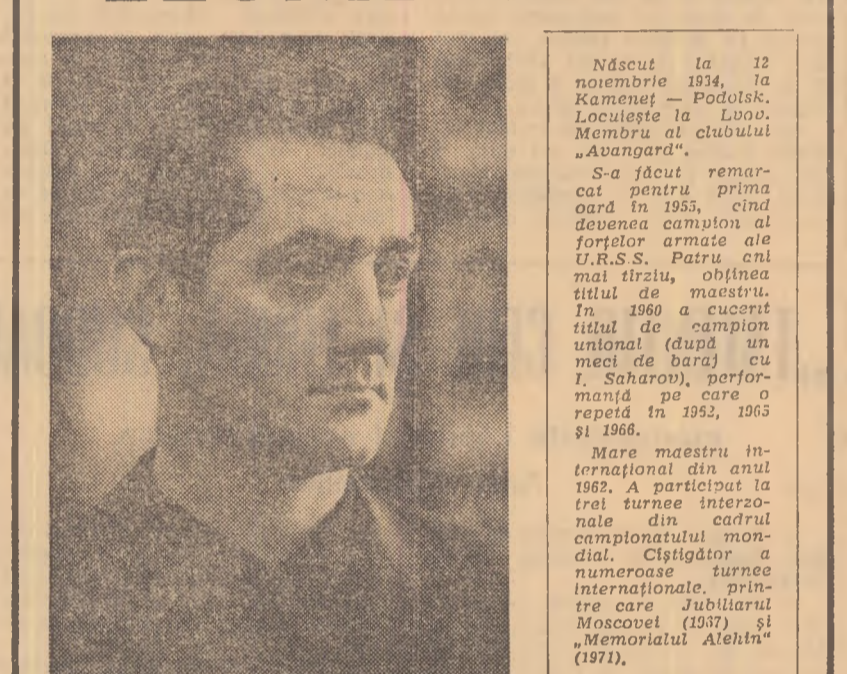 Născut la 12
noiembrie 1934, la
Kameneț — Podolsk.
Locuiește la Lvov.
Membru al clubului
„Avangard“.
S-a făcut remar-
cat pentru prima
oară în 1955, cînd
devenea campion al
forțelor armate ale
U.R.S.S. Patru ani
mai tîrziu, obținea
titlul de maestru.
In 1960 a cucerit
titlul de campion
unional (după un
meci de baraj cu
I. Saharov), perfor-
manță pe care o
repetă în 1952, 1965
și 1966.
Mare maestru in-
ternațional din anul
1962. A participat la
trei turnee interzo-
nale din cadrul
campionatului mon-
dial. Cîștigător a
numeroase turnee
internaționale, prin-
tre care Jubiliarul
Moscovei (1967) și
„Memorialul Alehin“
(1971).